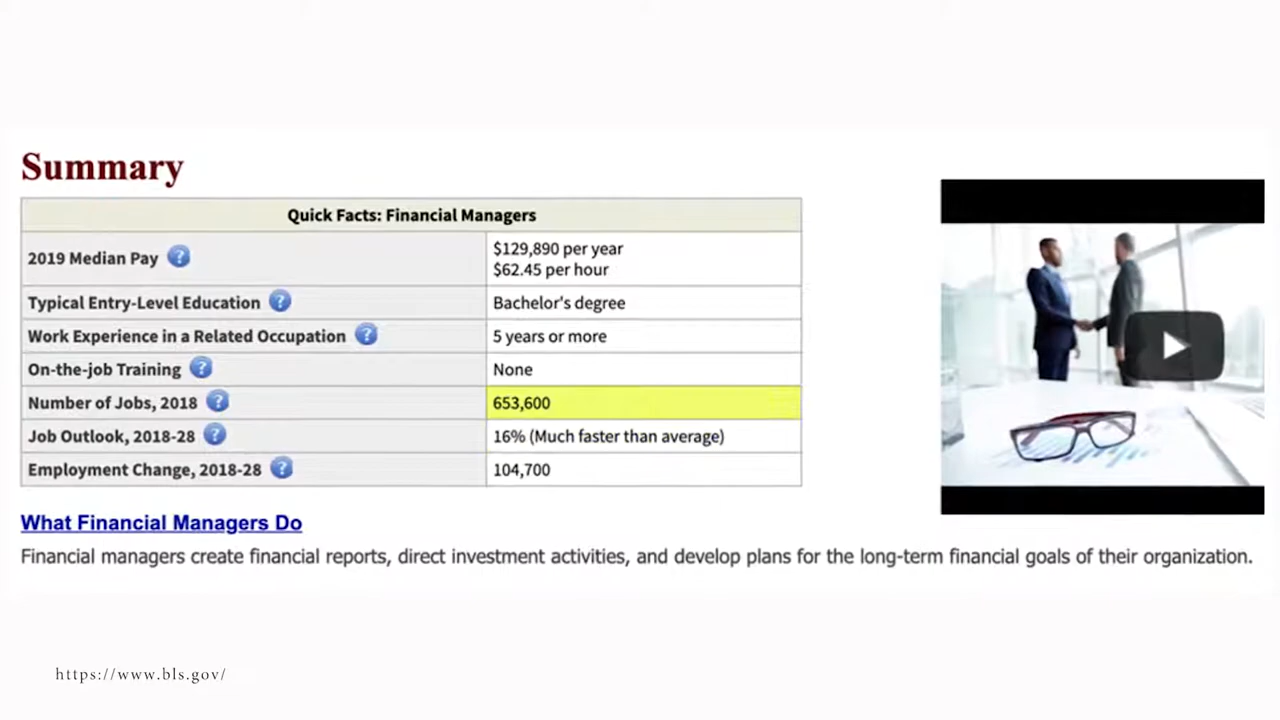 Summary
Quick Facts: Financial Managers
2019 Median Pay ? $129,890 per year
$62.45 per hour
Typical Entry-Level Education ? Bachelor's degree
Work Experience in a Related Occupation ? 5 years or more
On-the-job Training ? None
Number of Jobs, 2018 ? 653,600
Job Outlook, 2018-28 ? 16% (Much faster than average)
Employment Change, 2018-28 ? 104,700
What Financial Managers Do
Financial managers create financial reports, direct investment activities, and develop plans for the long-term financial goals of their organization.
https://www.bls.gov/